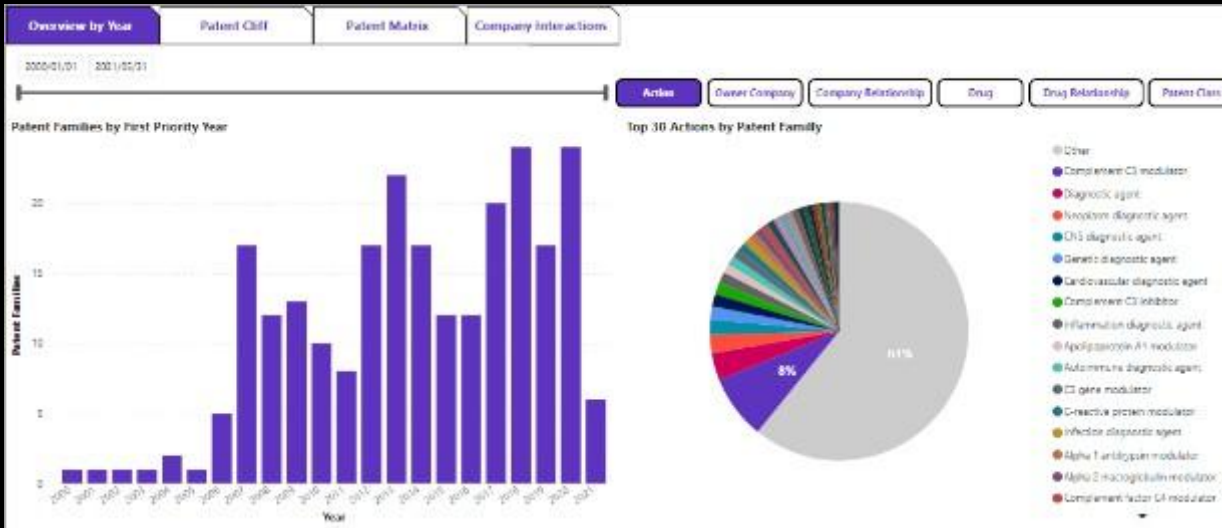 Overview by Year
Patent Cliff
Patent Matrix
Company Interactions
2000/01/01
Action
Owner Company
Company Relationship
Drug
Drug Relationship
Patent Class
Patent Families by First Priority Year
Patent Families
20
15
10
5
0
2000 2001 2002 2003 2004 2005 2006 2007 2008 2009 2010 2011 2012 2013 2014 2015 2016 2017 2018 2019 2020 2021
Year
Top 30 Actions by Patent Familly
61%
8%
Other
Complement C3 modulator
Diagnostic agent
Neoplasm diagnostic agent
CNS diagnostic agent
Genetic diagnostic agent
Cardiovascular diagnostic agent
Complement C3 inhibitor
Inflammation diagnostic agent
Apolipoprotein A1 modulator
Autoimmune diagnostic agent
C3 gene modulator
C-reactive protein modulator
Infection diagnostic agent
Alpha 1 antitrypsin modulator
Alpha 2 macroglobulin modulator
Complement factor C4 modulator